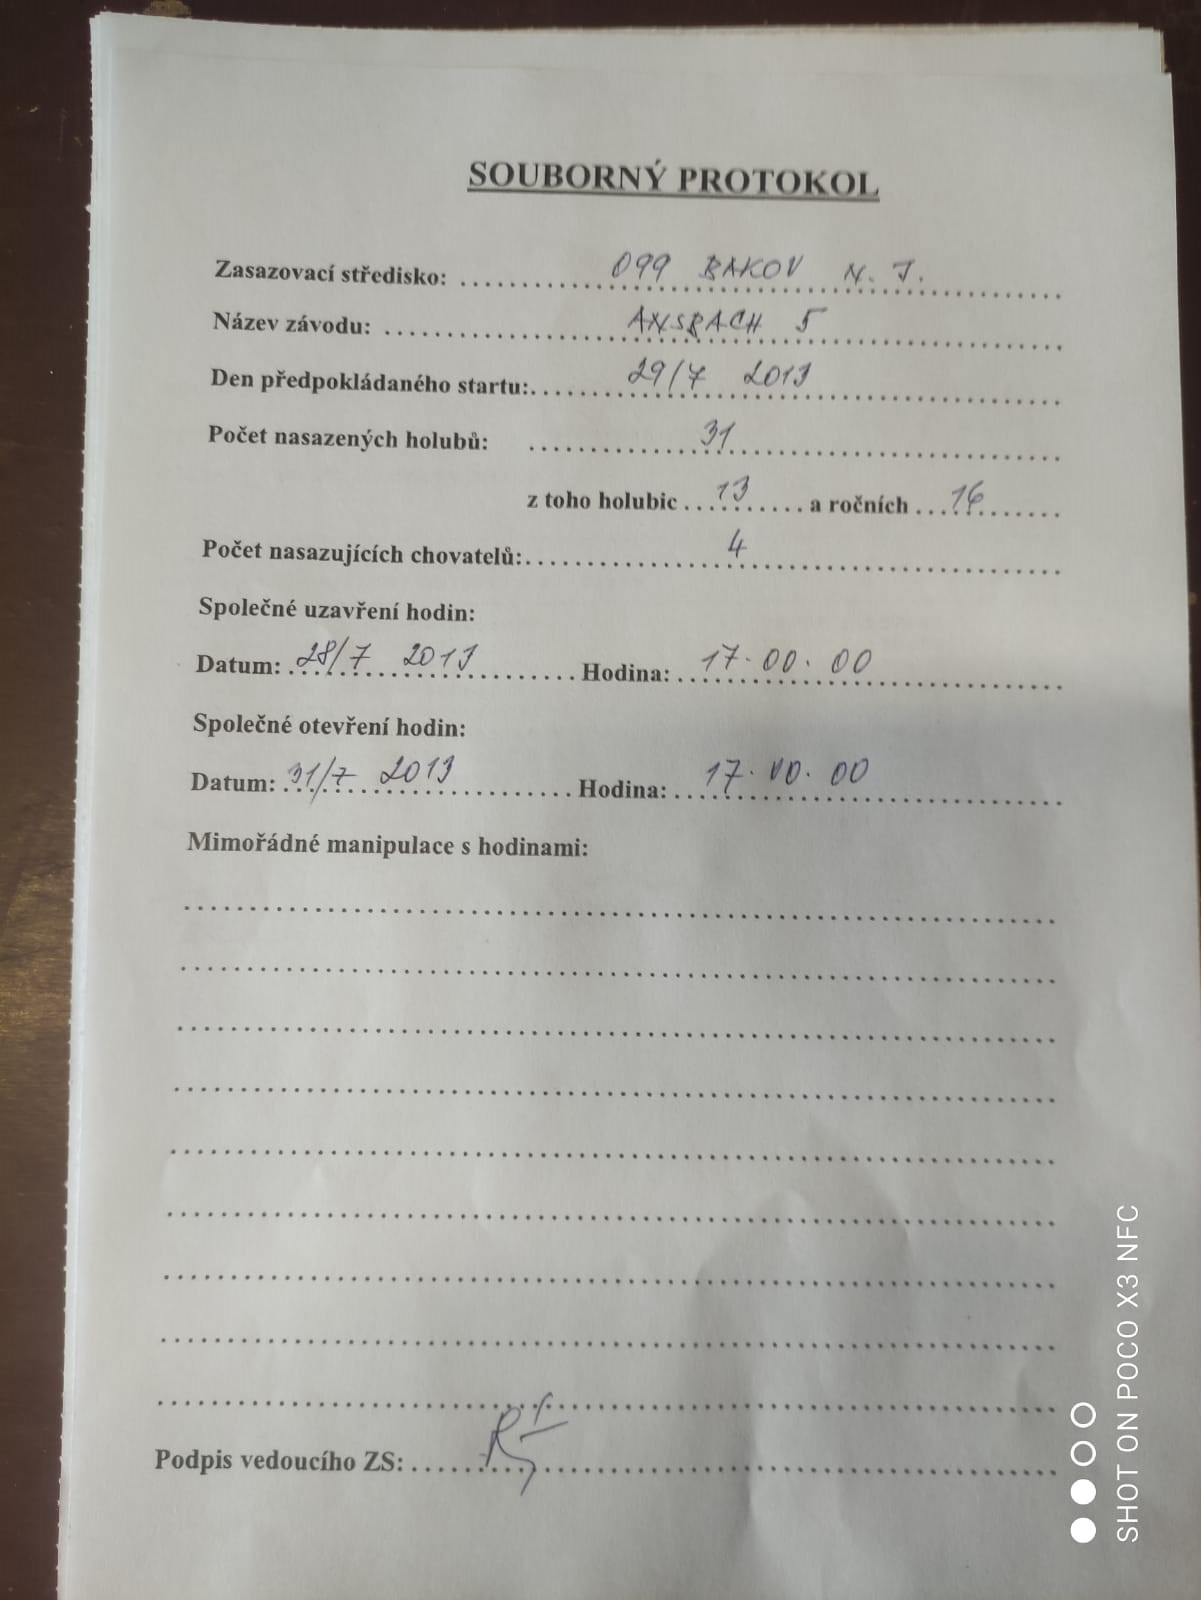 SOUBORNÝ PROTOKOL
Zasazovací středisko: 099 BAKOV N. J.
Název závodu: ANSBACH 5
Den předpokládaného startu: 29/7 2013
Počet nasazených holubů: 31
z toho holubic 13 a ročních 16
Počet nasazujících chovatelů: 4
Společné uzavření hodin:
Datum: 28/7 2013 Hodina: 17.00.00
Společné otevření hodin:
Datum: 31/7 2013 Hodina: 17.00.00
Mimořádné manipulace s hodinami:
Podpis vedoucího ZS:
SHOT ON POCO X3 NFC